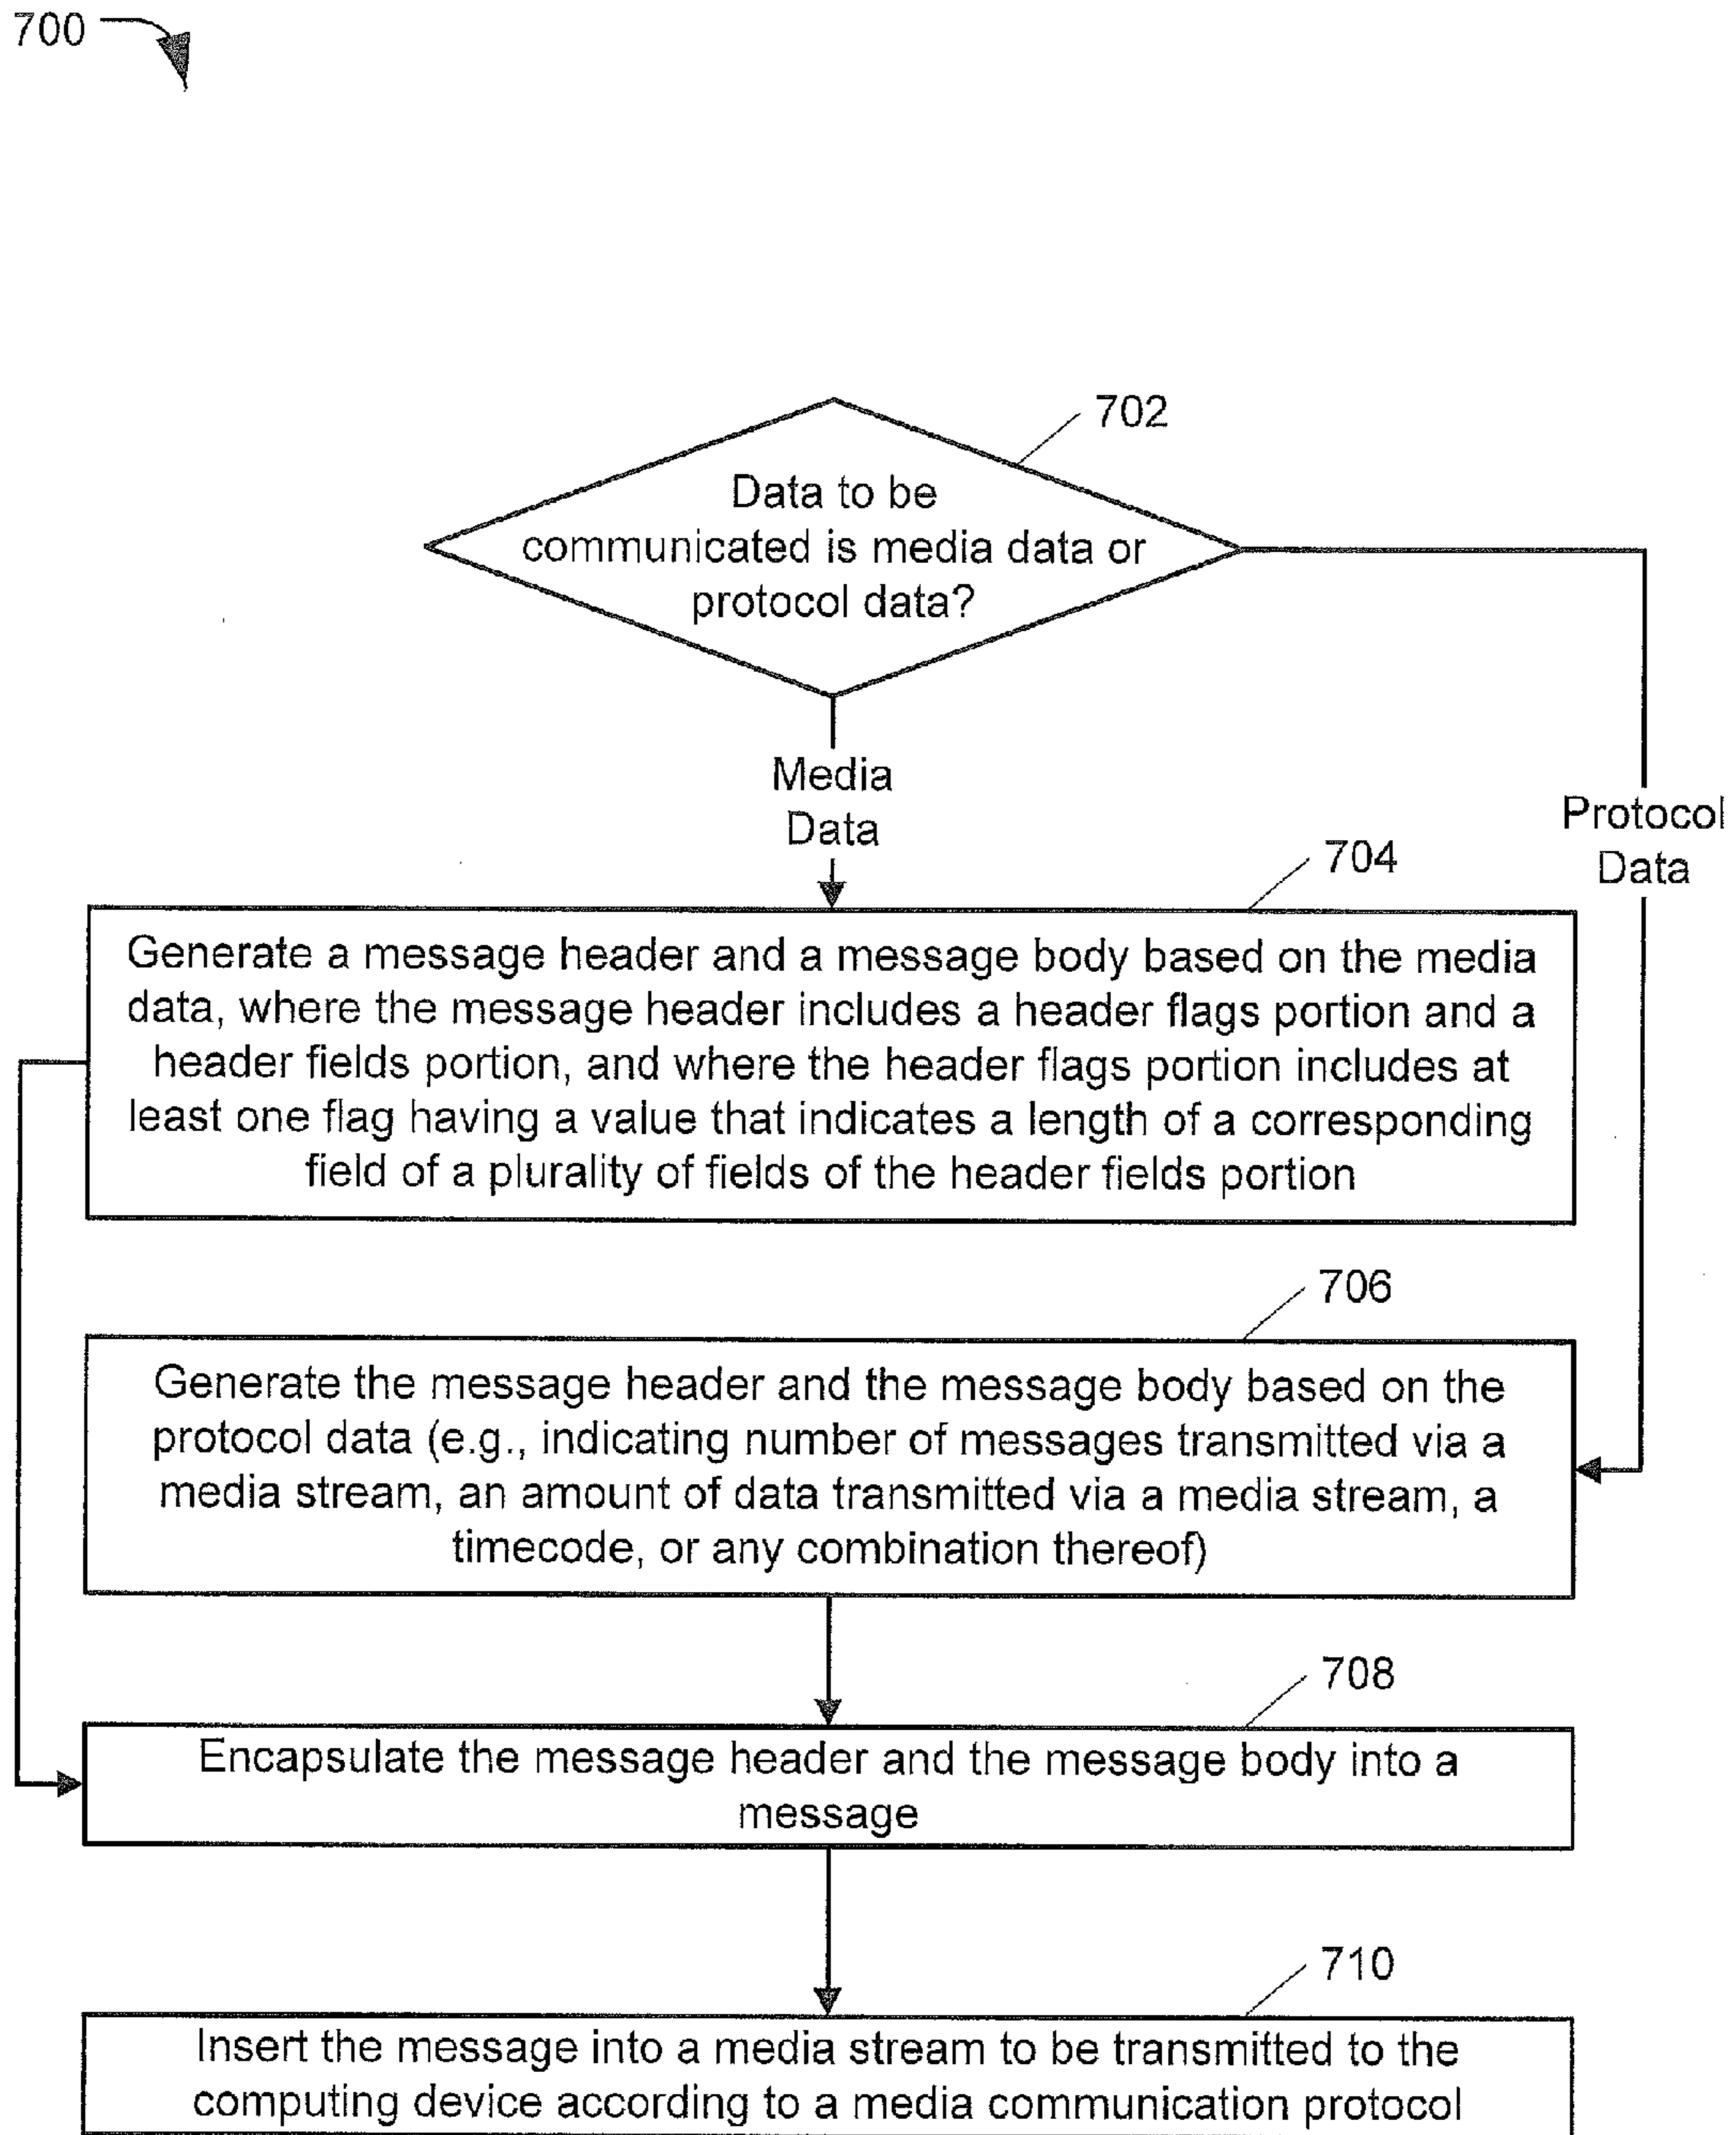 700
702
Data to be
communicated is media data or
protocol data?
Media
Data
Protocol
Data
704
Generate a message header and a message body based on the media
data, where the message header includes a header flags portion and a
header fields portion, and where the header flags portion includes at
least one flag having a value that indicates a length of a corresponding
field of a plurality of fields of the header fields portion
706
Generate the message header and the message body based on the
protocol data (e.g., indicating number of messages transmitted via a
media stream, an amount of data transmitted via a media stream, a
timecode, or any combination thereof)
708
Encapsulate the message header and the message body into a
message
710
Insert the message into a media stream to be transmitted to the
computing device according to a media communication protocol